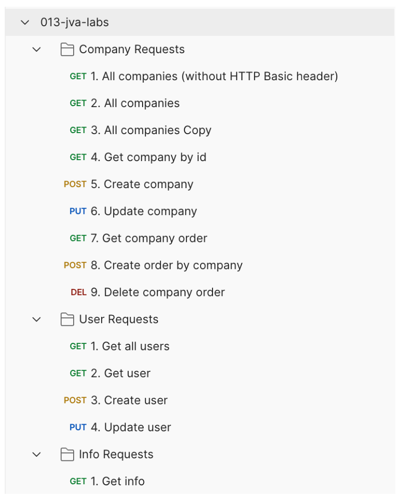 013-jva-labs
Company Requests
GET 1. All companies (without HTTP Basic header)
GET 2. All companies
GET 3. All companies Copy
GET 4. Get company by id
POST 5. Create company
PUT 6. Update company
GET 7. Get company order
POST 8. Create order by company
DEL 9. Delete company order
User Requests
GET 1. Get all users
GET 2. Get user
POST 3. Create user
PUT 4. Update user
Info Requests
GET 1. Get info